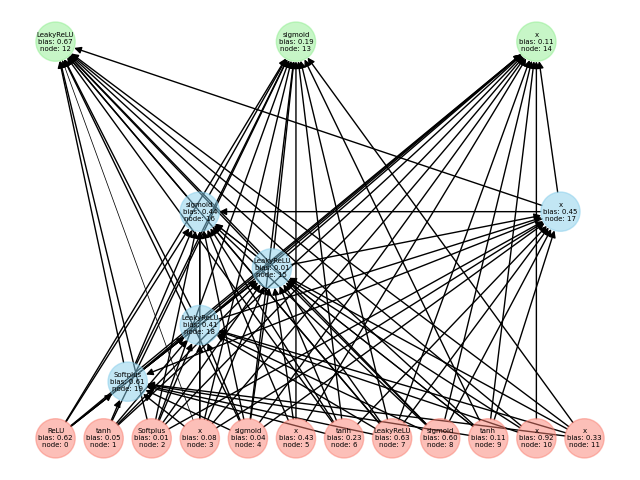 LeakyReLU
bias: 0.67
node: 12
sigmoid
bias: 0.19
node: 13
x
bias: 0.11
node: 14
sigmoid
bias: 0.44
node: 16
x
bias: 0.45
node: 17
LeakyReLU
bias: 0.01
node: 15
LeakyReLU
bias: 0.41
node: 18
Softplus
bias: 0.61
node: 19
ReLU
bias: 0.62
node: 0
tanh
bias: 0.05
node: 1
Softplus
bias: 0.01
node: 2
x
bias: 0.08
node: 3
sigmoid
bias: 0.04
node: 4
x
bias: 0.43
node: 5
tanh
bias: 0.23
node: 6
LeakyReLU
bias: 0.63
node: 7
sigmoid
bias: 0.60
node: 8
tanh
bias: 0.11
node: 9
x
bias: 0.92
node: 10
x
bias: 0.33
node: 11